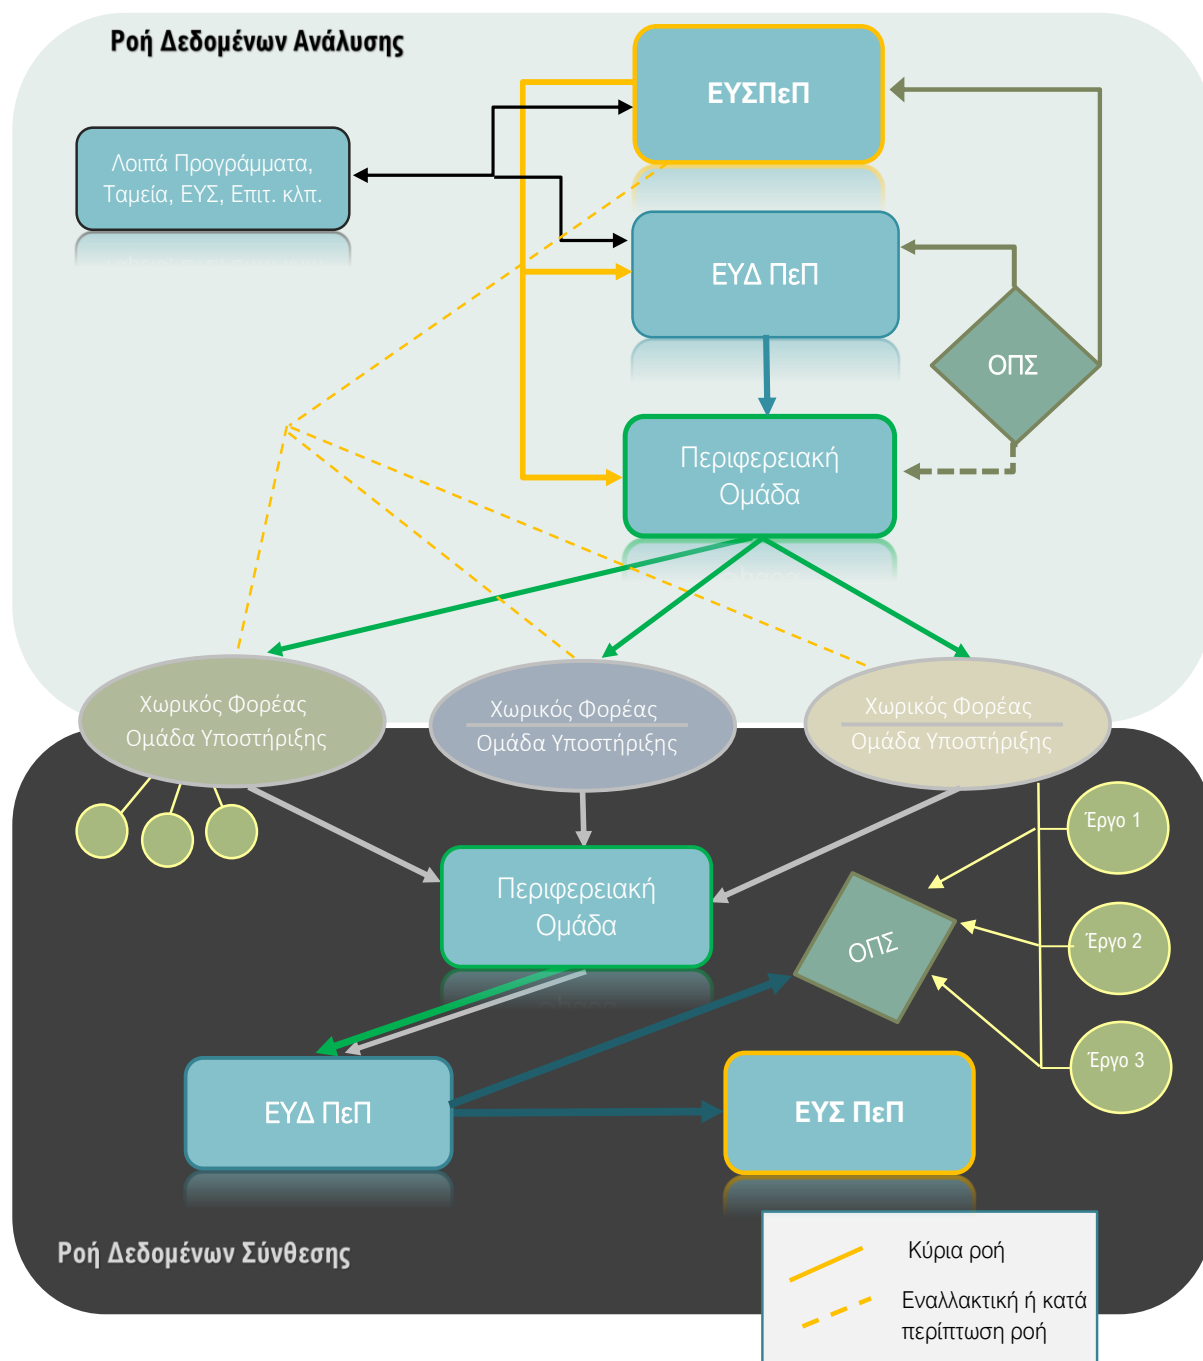 Ροή Δεδομένων Ανάλυσης
ΕΥΣΠεΠ
Λοιπά Προγράμματα,
Ταμεία, ΕΥΣ, Επιτ. κλπ.
ΕΥΔ ΠεΠ
ΟΠΣ
Περιφερειακή
Ομάδα
Χωρικός Φορέας
Ομάδα Υποστήριξης
Χωρικός Φορέας
Ομάδα Υποστήριξης
Χωρικός Φορέας
Ομάδα Υποστήριξης
Έργο 1
Περιφερειακή
Ομάδα
ΟΠΣ
Έργο 2
Έργο 3
ΕΥΔ ΠεΠ
ΕΥΣ ΠεΠ
Ροή Δεδομένων Σύνθεσης
Κύρια ροή
Εναλλακτική ή κατά
περίπτωση ροή